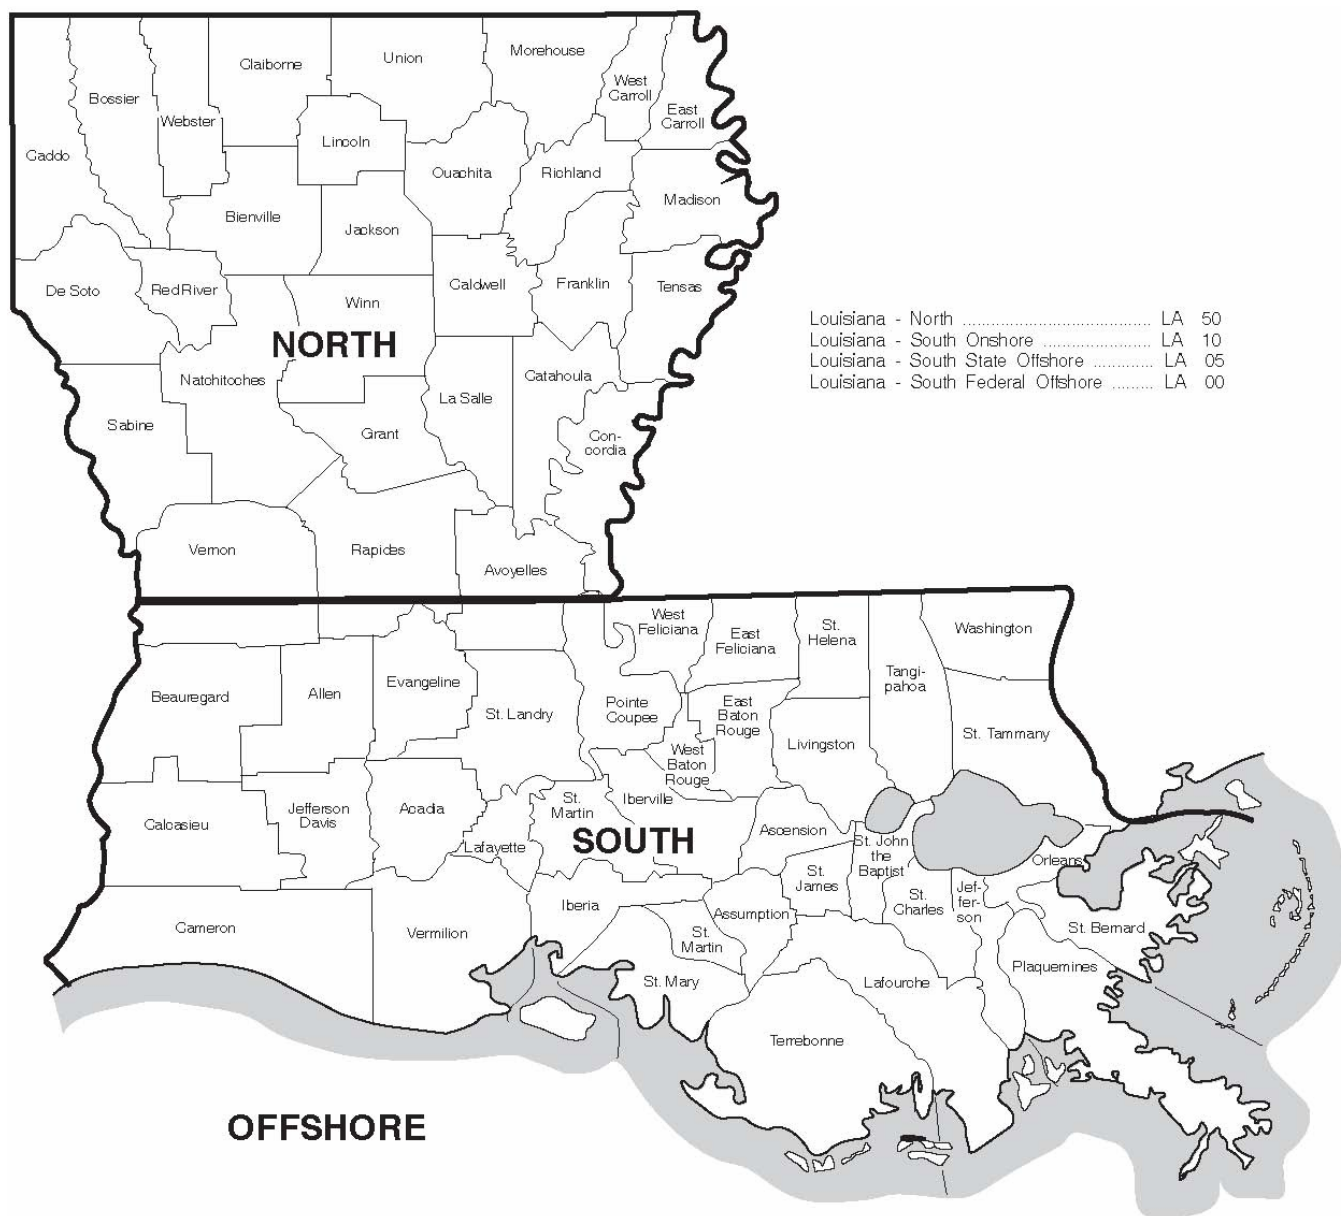 Morehouse
Union
Claiborne
West
Carroll
Bossier
East
Carroll
Webster
Lincoln
Caddo
Ouachita
Richland
Madison
Bienville
Jackson
De Soto
Red River
Caldwell
Franklin
Tensas
Winn
NORTH
Natchitoches
Catahoula
La Salle
Sabine
Grant
Con-
cordia
Vernon
Rapides
Avoyelles
Louisiana - North ...................................... LA 50
Louisiana - South Onshore ....................... LA 10
Louisiana - South State Offshore ............. LA 05
Louisiana - South Federal Offshore ......... LA 00
West
Feliciana
East
Feliciana
St.
Helena
Washington
Tangi-
pahoa
Beauregard
Allen
Evangeline
St. Landry
Pointe
Coupee
East
Baton
Rouge
St. Tammany
Livingston
West
Baton
Rouge
Calcasieu
Jefferson
Davis
Acadia
Lafayette
St.
Martin
Iberville
SOUTH
Ascension
St. John
the
Baptist
Orleans
St.
James
St.
Charles
Jef-
fer-
son
Cameron
Vermilion
Iberia
Assumption
St.
Martin
St. Bernard
St. Mary
Lafourche
Plaquemines
Terrebonne
OFFSHORE